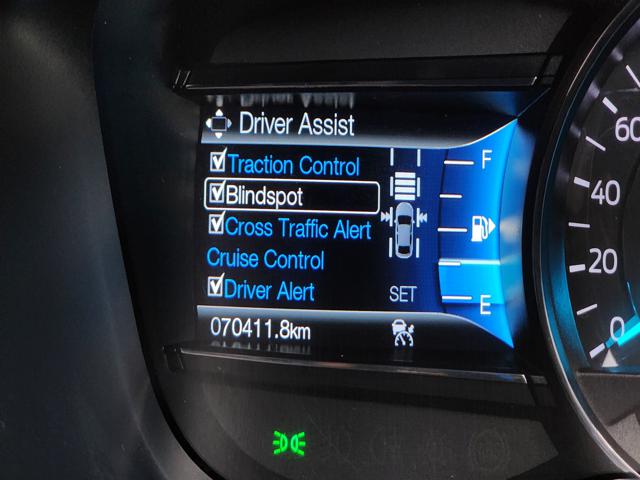 Driver Assist
Traction Control
Blindspot
Cross Traffic Alert
Cruise Control
Driver Alert
SET
070411.8km
F
E
60
40
20
0